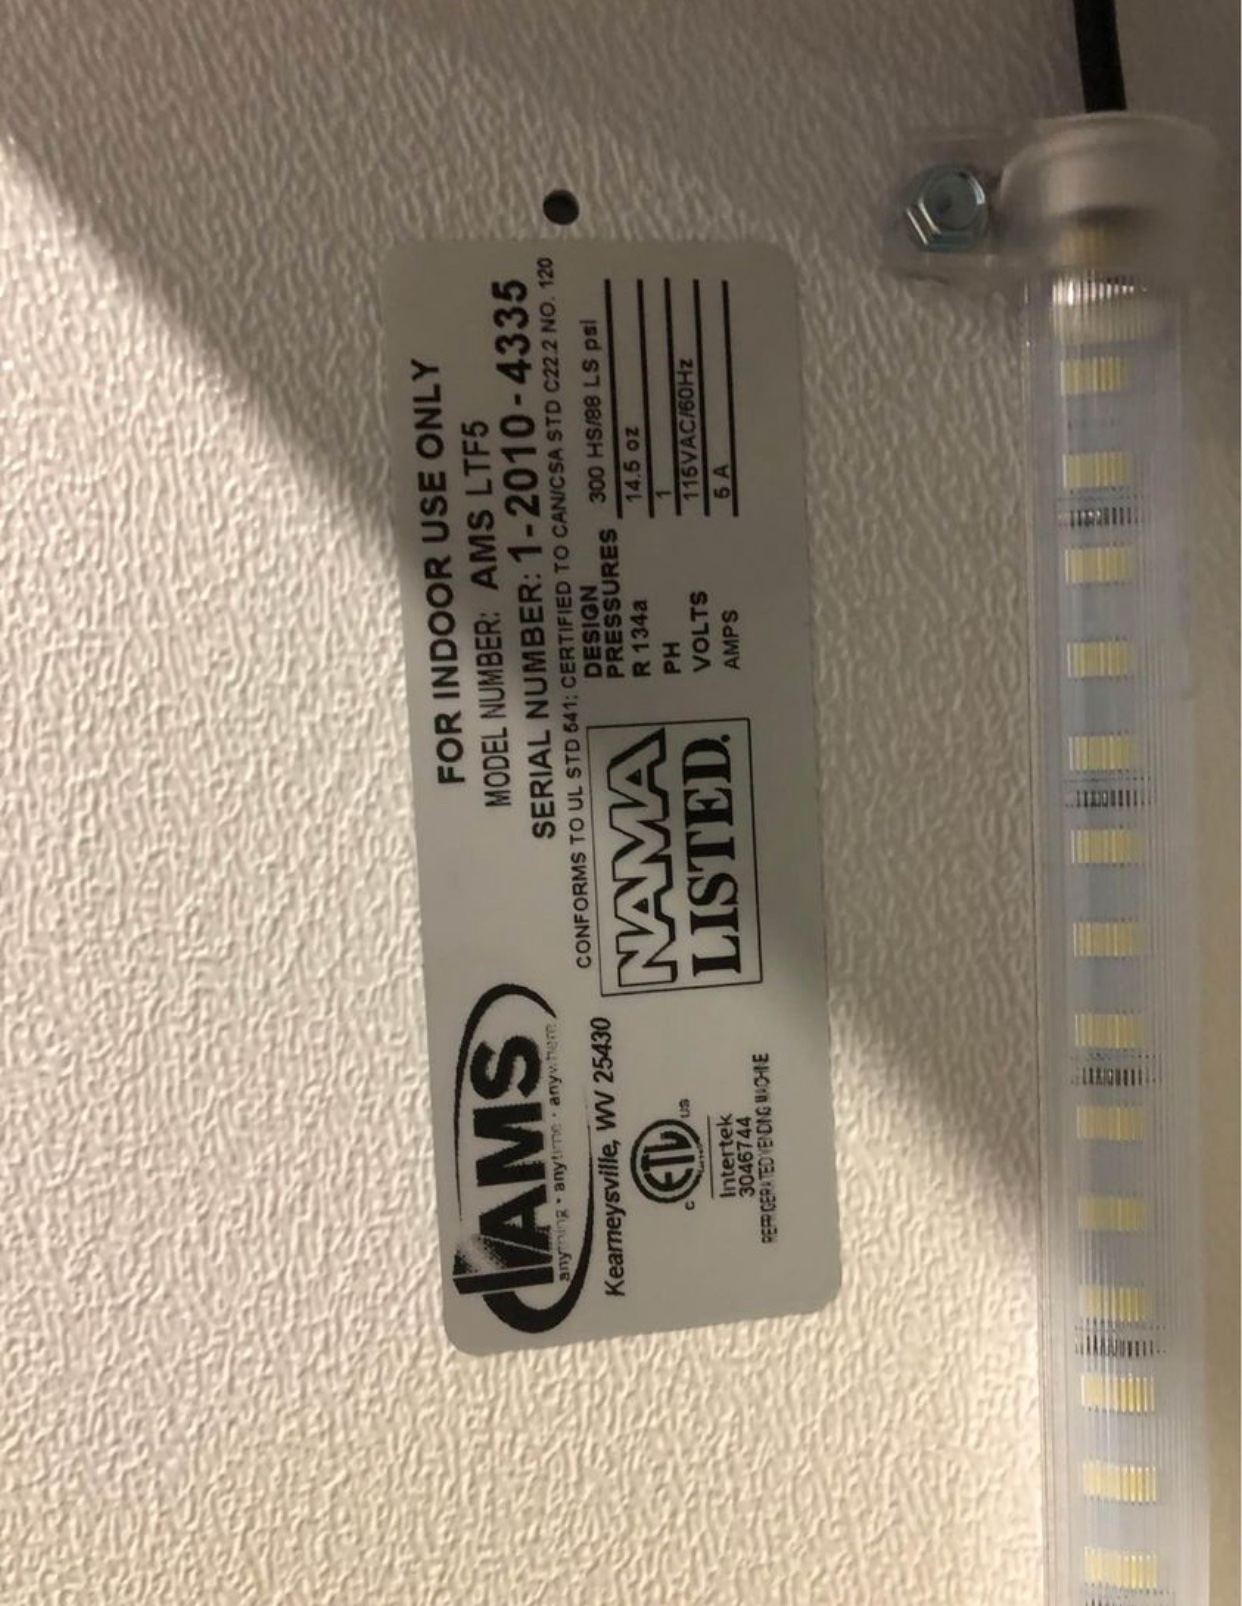 FOR INDOOR USE ONLY
MODEL NUMBER: AMS LTF5
SERIAL NUMBER: 1-2010-4335
CONFORMS TO UL STD 541; CERTIFIED TO CAN/CSA STD C22.2 NO. 120
AMS
anything • anytime • anywhere
Kearneysville, WV 25430
C ETL US
Intertek
3046744
REFRIGERATED VENDING MACHINE
NAMA
LISTED.
DESIGN
PRESSURES 300 HS/88 LS psi
R 134a 14.5 oz
PH 1
VOLTS 115VAC/60Hz
AMPS 5 A